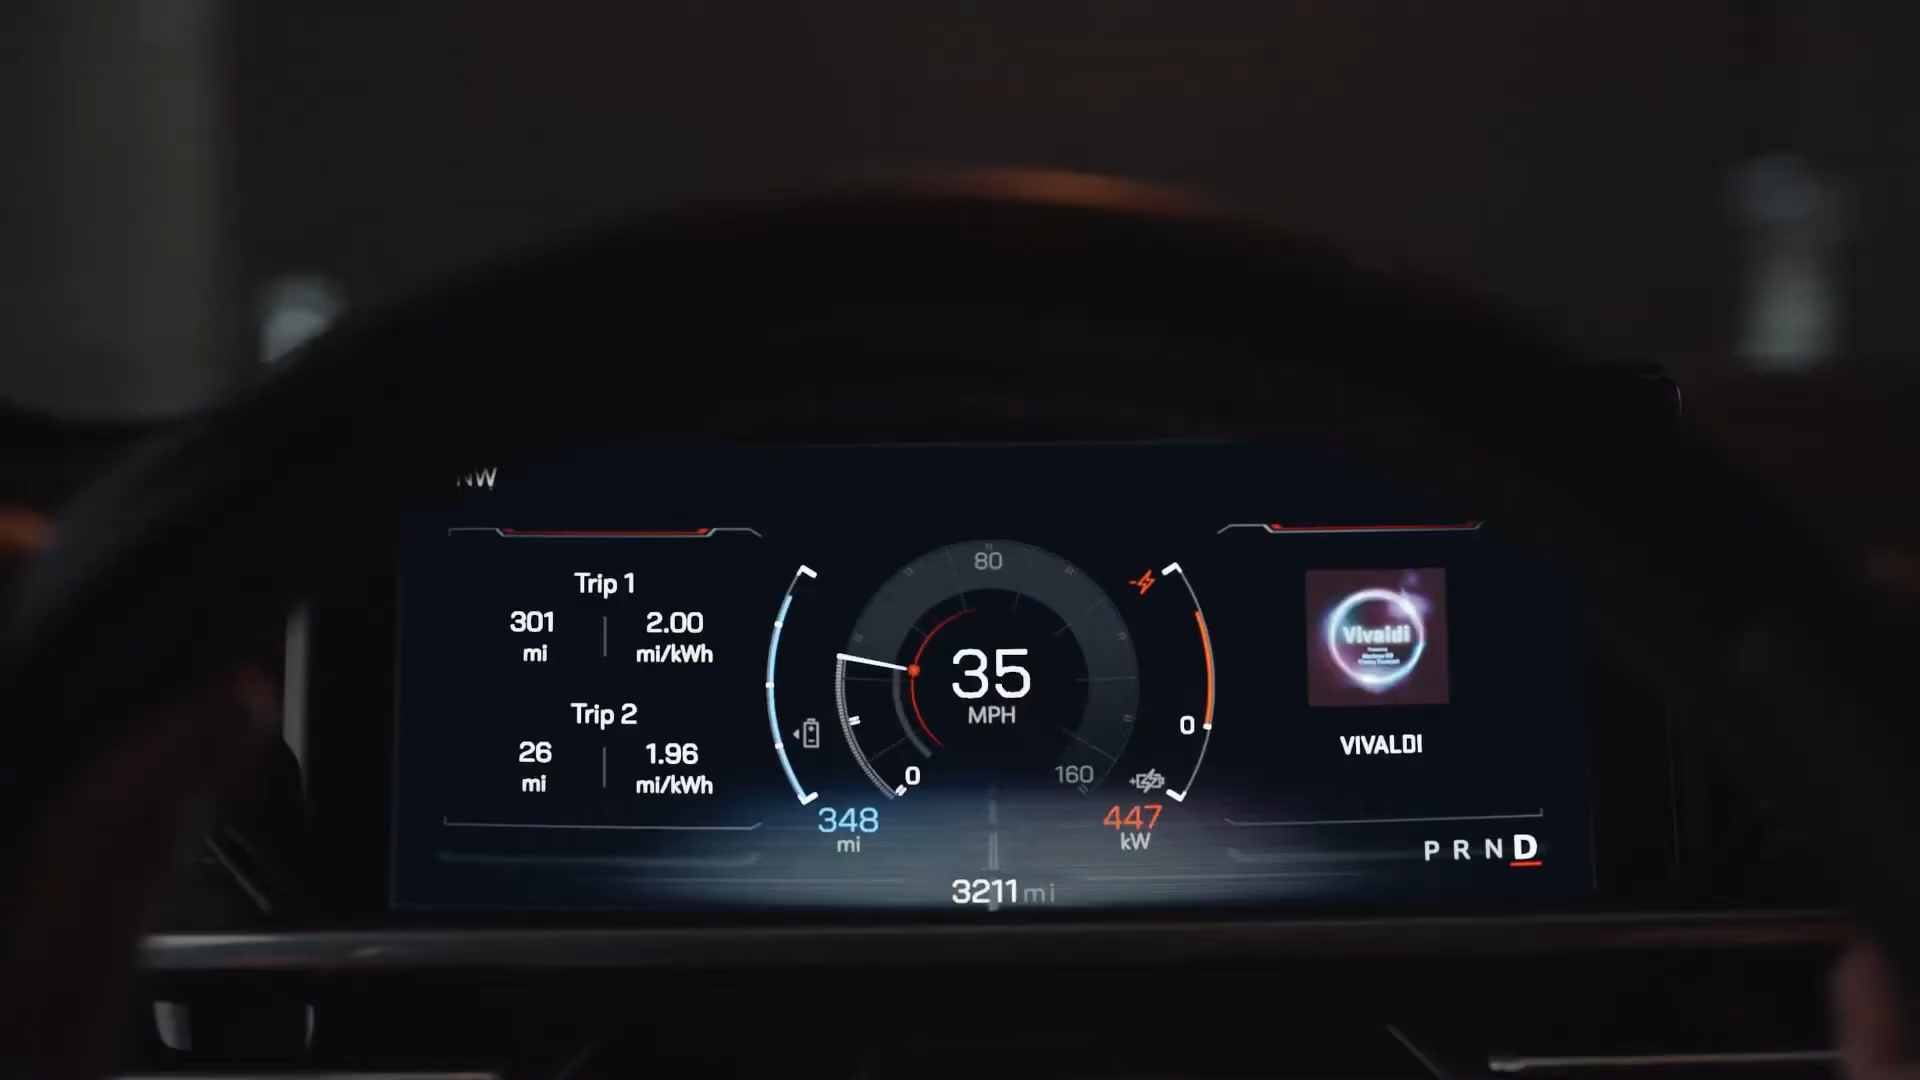 NW
Trip 1
301 mi
2.00 mi/kWh
Trip 2
26 mi
1.96 mi/kWh
80
35
MPH
0
160
0
348
mi
447
kW
3211 mi
Vivaldi
VIVALDI
P R N D